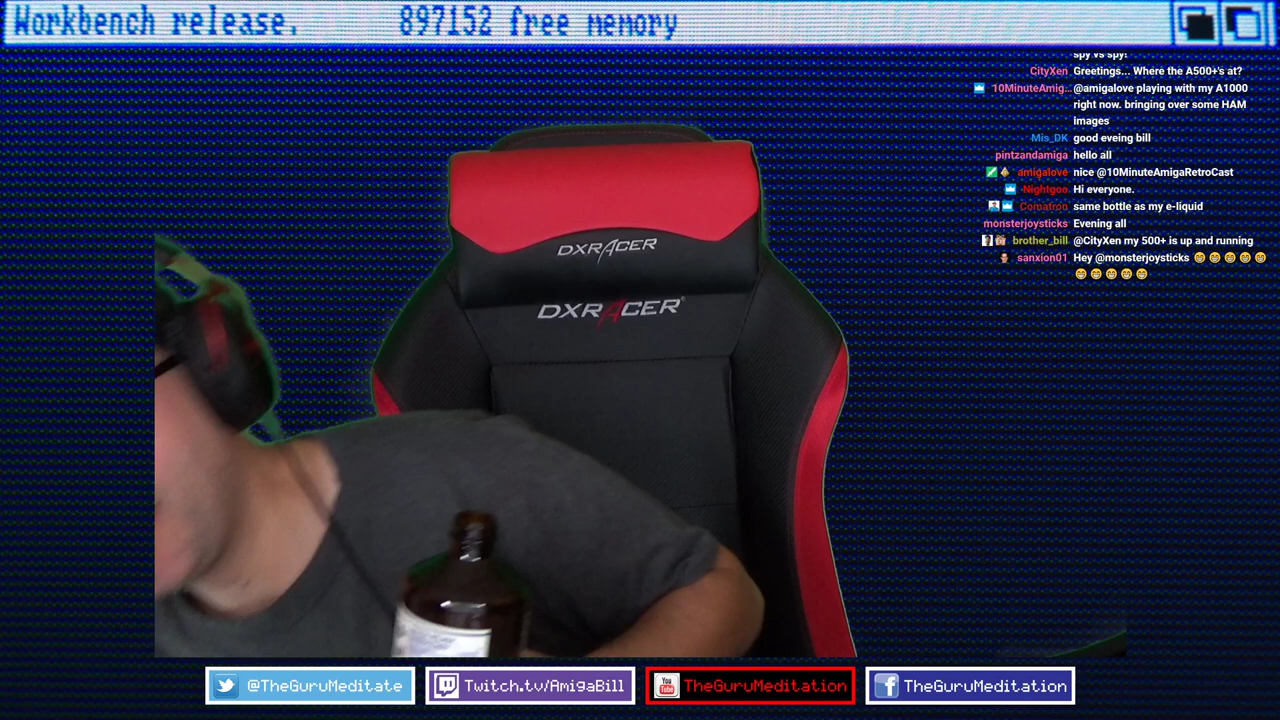 Workbench release.    897152 free memory
spy vs spy!
CityXen Greetings... Where the A500+'s at?
10MinuteAmig... @amigalove playing with my A1000
right now. bringing over some HAM
images
Mis_DK good eveing bill
pintzandamiga hello all
amigalove nice @10MinuteAmigaRetroCast
Nightgoo Hi everyone.
Comatron same bottle as my e-liquid
monsterjoysticks Evening all
brother_bill @CityXen my 500+ is up and running
sanxion01 Hey @monsterjoysticks 😁 😁 😁 😁 😁
😁 😁 😁 😁 😁
DXRACER
DXRACER
@TheGuruMeditate
Twitch.tv/AmigaBill
You Tube TheGuruMeditation
f TheGuruMeditation